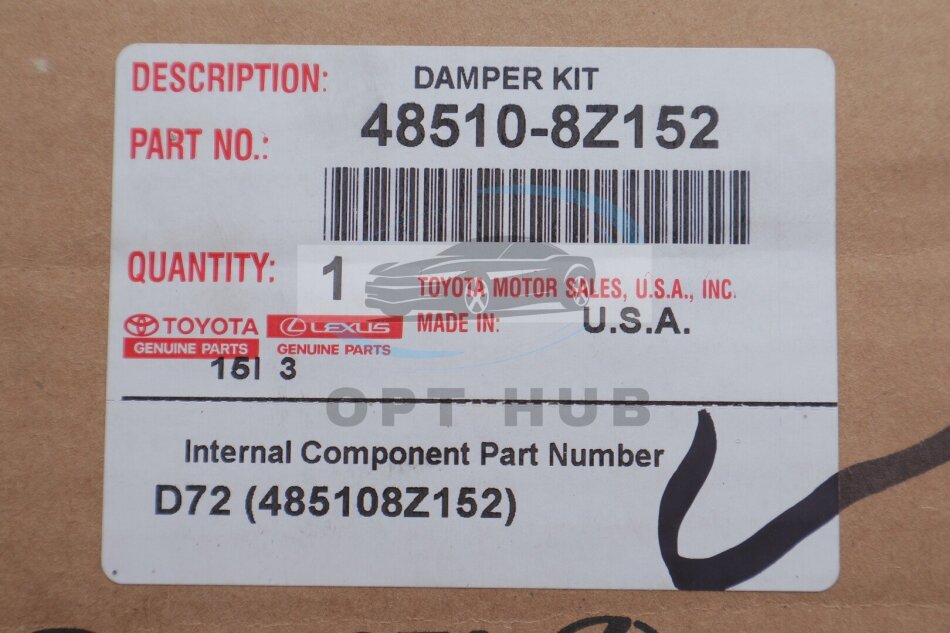 DESCRIPTION: DAMPER KIT
PART NO.: 48510-8Z152
QUANTITY: 1
TOYOTA MOTOR SALES, U.S.A., INC.
TOYOTA LEXUS MADE IN: U.S.A.
GENUINE PARTS GENUINE PARTS
15I 3
OPT HUB
Internal Component Part Number
D72 (485108Z152)